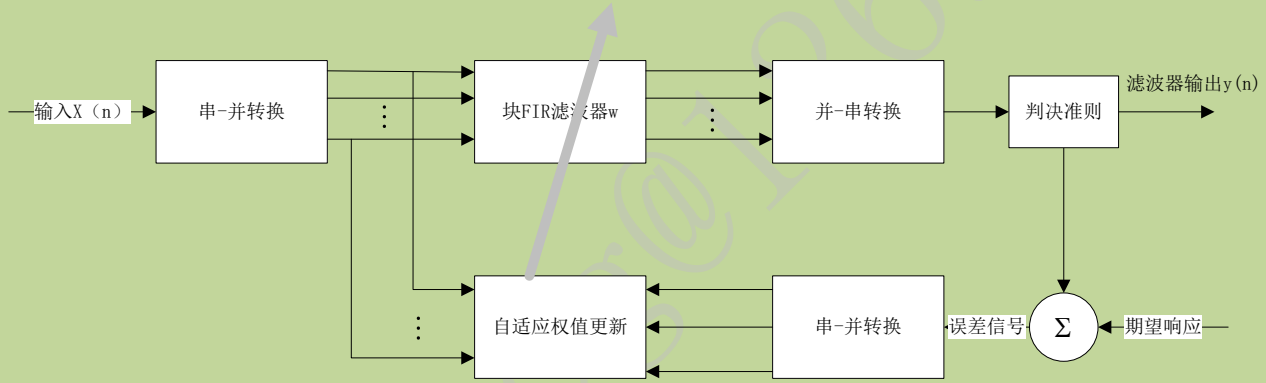 输入X（n）
串-并转换
块FIR滤波器w
并-串转换
判决准则
滤波器输出y(n)
自适应权值更新
串-并转换
误差信号
Σ
期望响应